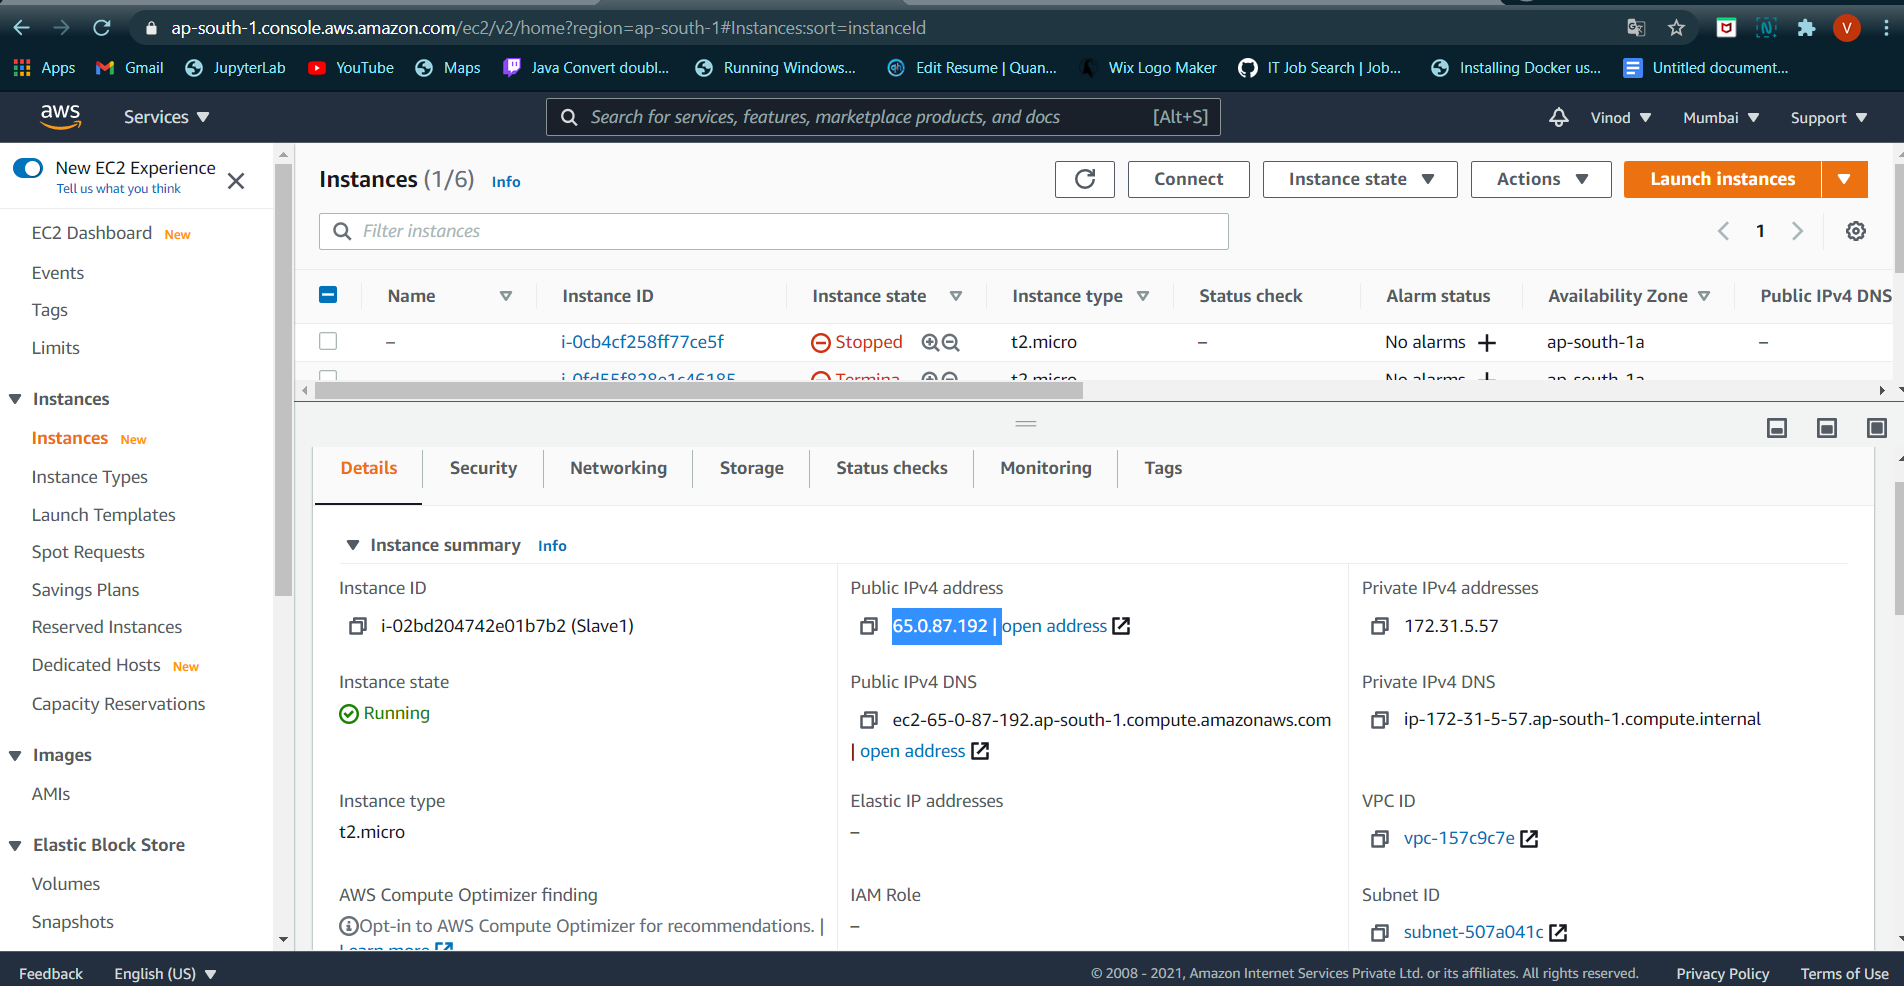 ap-south-1.console.aws.amazon.com/ec2/v2/home?region=ap-south-1#Instances:sort=instanceId
V
Apps
Gmail
JupyterLab
YouTube
Maps
Java Convert doubl...
Running Windows...
Edit Resume | Quan...
Wix Logo Maker
IT Job Search | Job...
Installing Docker us...
Untitled document...
aws
Services
Search for services, features, marketplace products, and docs
[Alt+S]
Vinod
Mumbai
Support
New EC2 Experience
Tell us what you think
EC2 Dashboard New
Events
Tags
Limits
Instances
Instances New
Instance Types
Launch Templates
Spot Requests
Savings Plans
Reserved Instances
Dedicated Hosts New
Capacity Reservations
Images
AMIs
Elastic Block Store
Volumes
Snapshots
Instances (1/6) Info
Connect
Instance state
Actions
Launch instances
Filter instances
1
Name
Instance ID
Instance state
Instance type
Status check
Alarm status
Availability Zone
Public IPv4 DNS
–
i-0cb4cf258ff77ce5f
Stopped
t2.micro
–
No alarms
ap-south-1a
–
i-0fd55f828e1c46185
Termina
t2.micro
No alarms
ap-south-1a
Details
Security
Networking
Storage
Status checks
Monitoring
Tags
Instance summary Info
Instance ID
i-02bd204742e01b7b2 (Slave1)
Public IPv4 address
65.0.87.192 | open address
Private IPv4 addresses
172.31.5.57
Instance state
Running
Public IPv4 DNS
ec2-65-0-87-192.ap-south-1.compute.amazonaws.com
| open address
Private IPv4 DNS
ip-172-31-5-57.ap-south-1.compute.internal
Instance type
t2.micro
Elastic IP addresses
–
VPC ID
vpc-157c9c7e
AWS Compute Optimizer finding
Opt-in to AWS Compute Optimizer for recommendations. |
Learn more
IAM Role
–
Subnet ID
subnet-507a041c
Feedback
English (US)
© 2008 - 2021, Amazon Internet Services Private Ltd. or its affiliates. All rights reserved.
Privacy Policy
Terms of Use